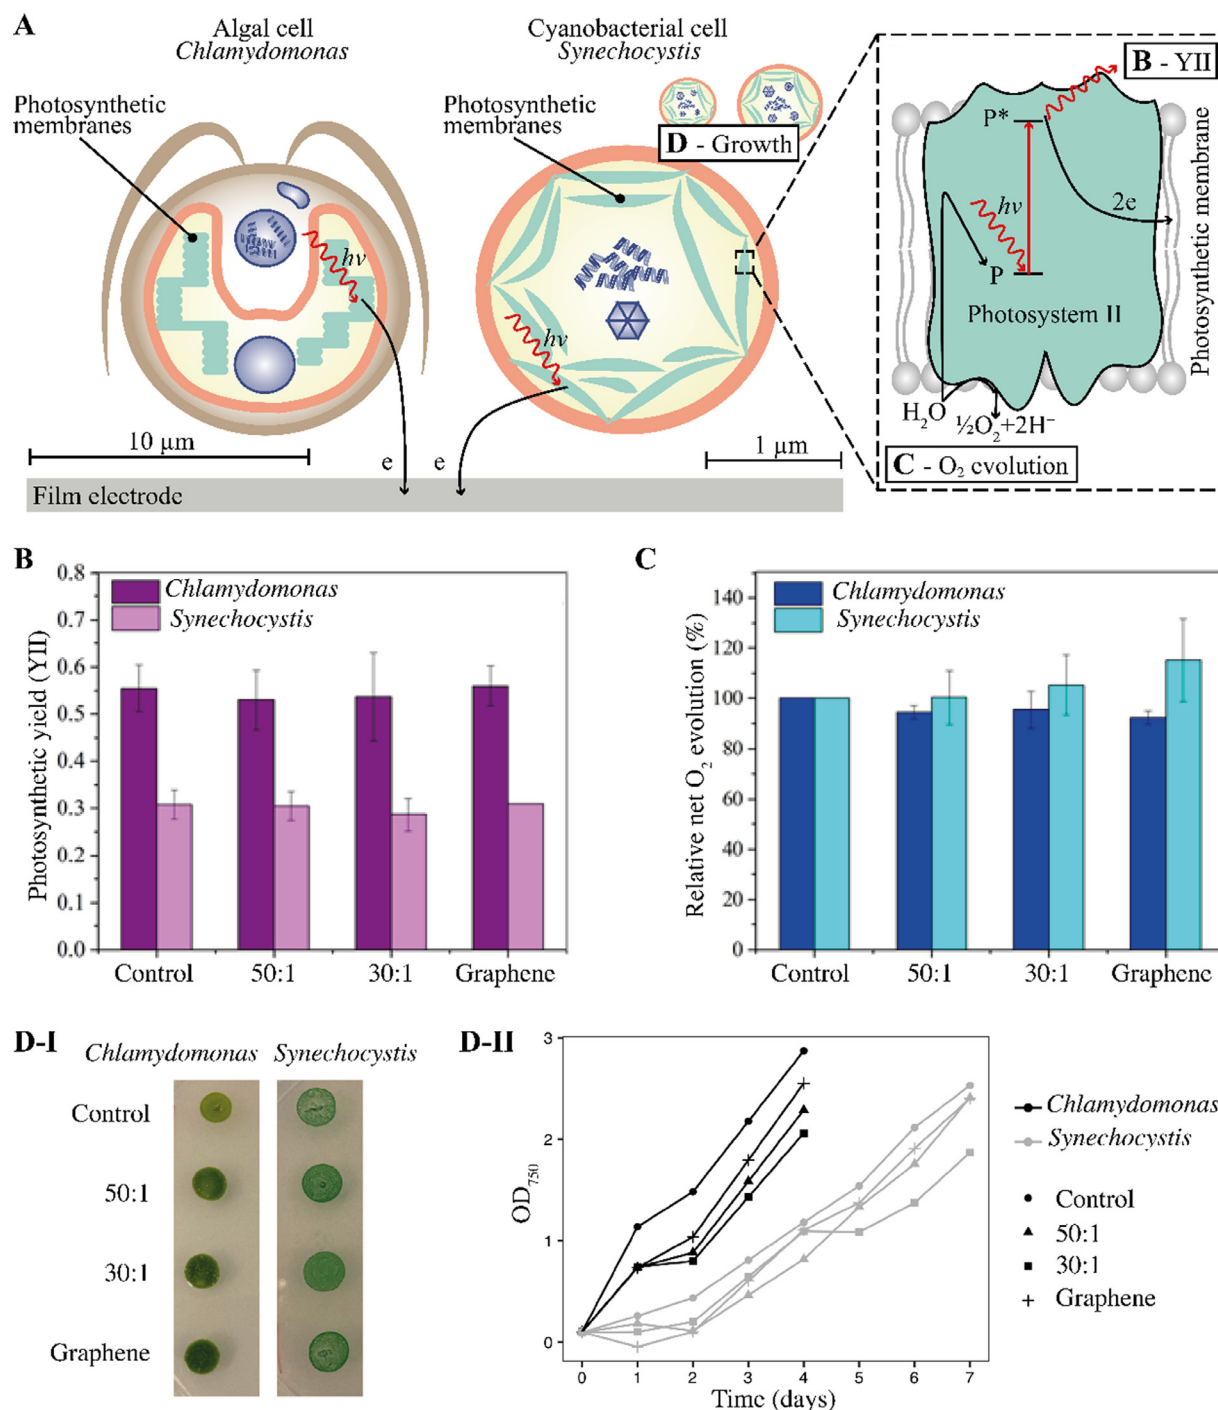 A
Algal cell
Chlamydomonas
Cyanobacterial cell
Synechocystis
Photosynthetic
membranes
Photosynthetic
membranes
D - Growth
B - YII
P*
hν
2e
P
Photosystem II
Photosynthetic membrane
H₂O
½O₂+2H⁻
C - O₂ evolution
hν
hν
10 µm
e
e
1 µm
Film electrode
B
Photosynthetic yield (YII)
0.8
0.7
0.6
0.5
0.4
0.3
0.2
0.1
0.0
Chlamydomonas
Synechocystis
Control
50:1
30:1
Graphene
C
Relative net O₂ evolution (%)
140
120
100
80
60
40
20
0
Chlamydomonas
Synechocystis
Control
50:1
30:1
Graphene
D-I
Chlamydomonas
Synechocystis
Control
50:1
30:1
Graphene
D-II
OD₇₅₀
3
2
1
0
0 1 2 3 4 5 6 7
Time (days)
Chlamydomonas
Synechocystis
Control
50:1
30:1
Graphene